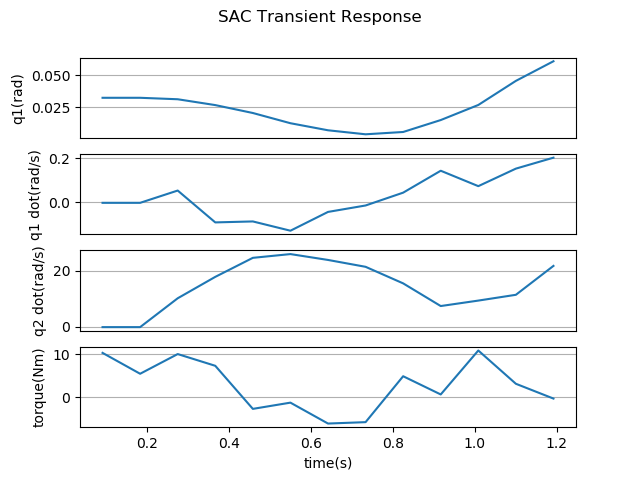 SAC Transient Response
q1(rad)
0.050
0.025
q1 dot(rad/s)
0.2
0.0
q2 dot(rad/s)
20
0
torque(Nm)
10
0
0.2 0.4 0.6 0.8 1.0 1.2
time(s)